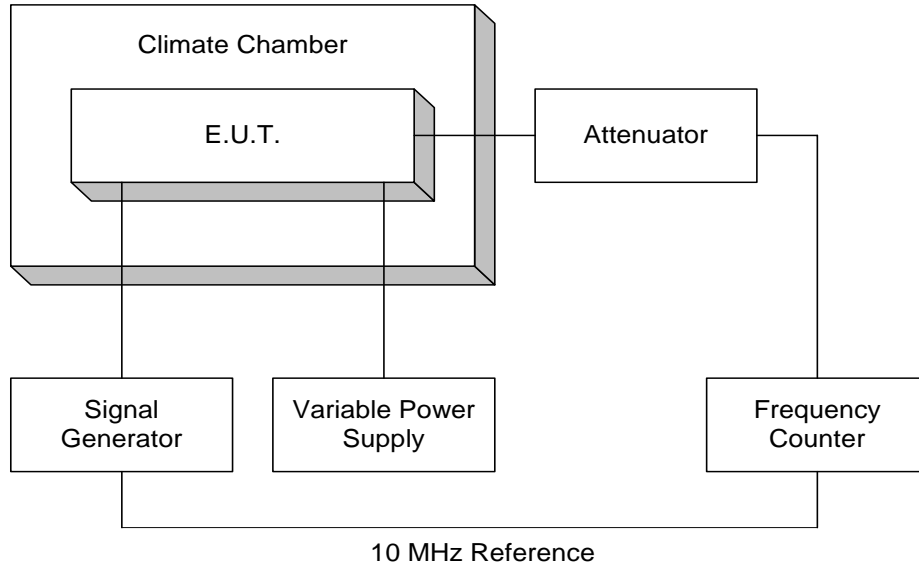 Climate Chamber
E.U.T.
Attenuator
Signal
Generator
Variable Power
Supply
Frequency
Counter
10 MHz Reference